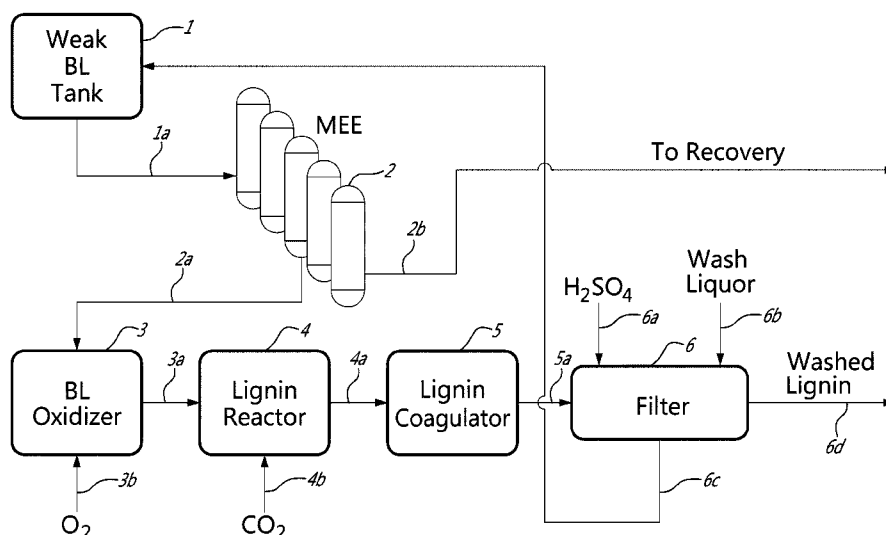 Weak
BL
Tank
1
1a
MEE
2
To Recovery
2b
2a
H₂SO₄
6a
Wash
Liquor
6b
3
BL
Oxidizer
3a
4
Lignin
Reactor
4a
5
Lignin
Coagulator
5a
6
Filter
Washed
Lignin
6d
3b
O₂
4b
CO₂
6c